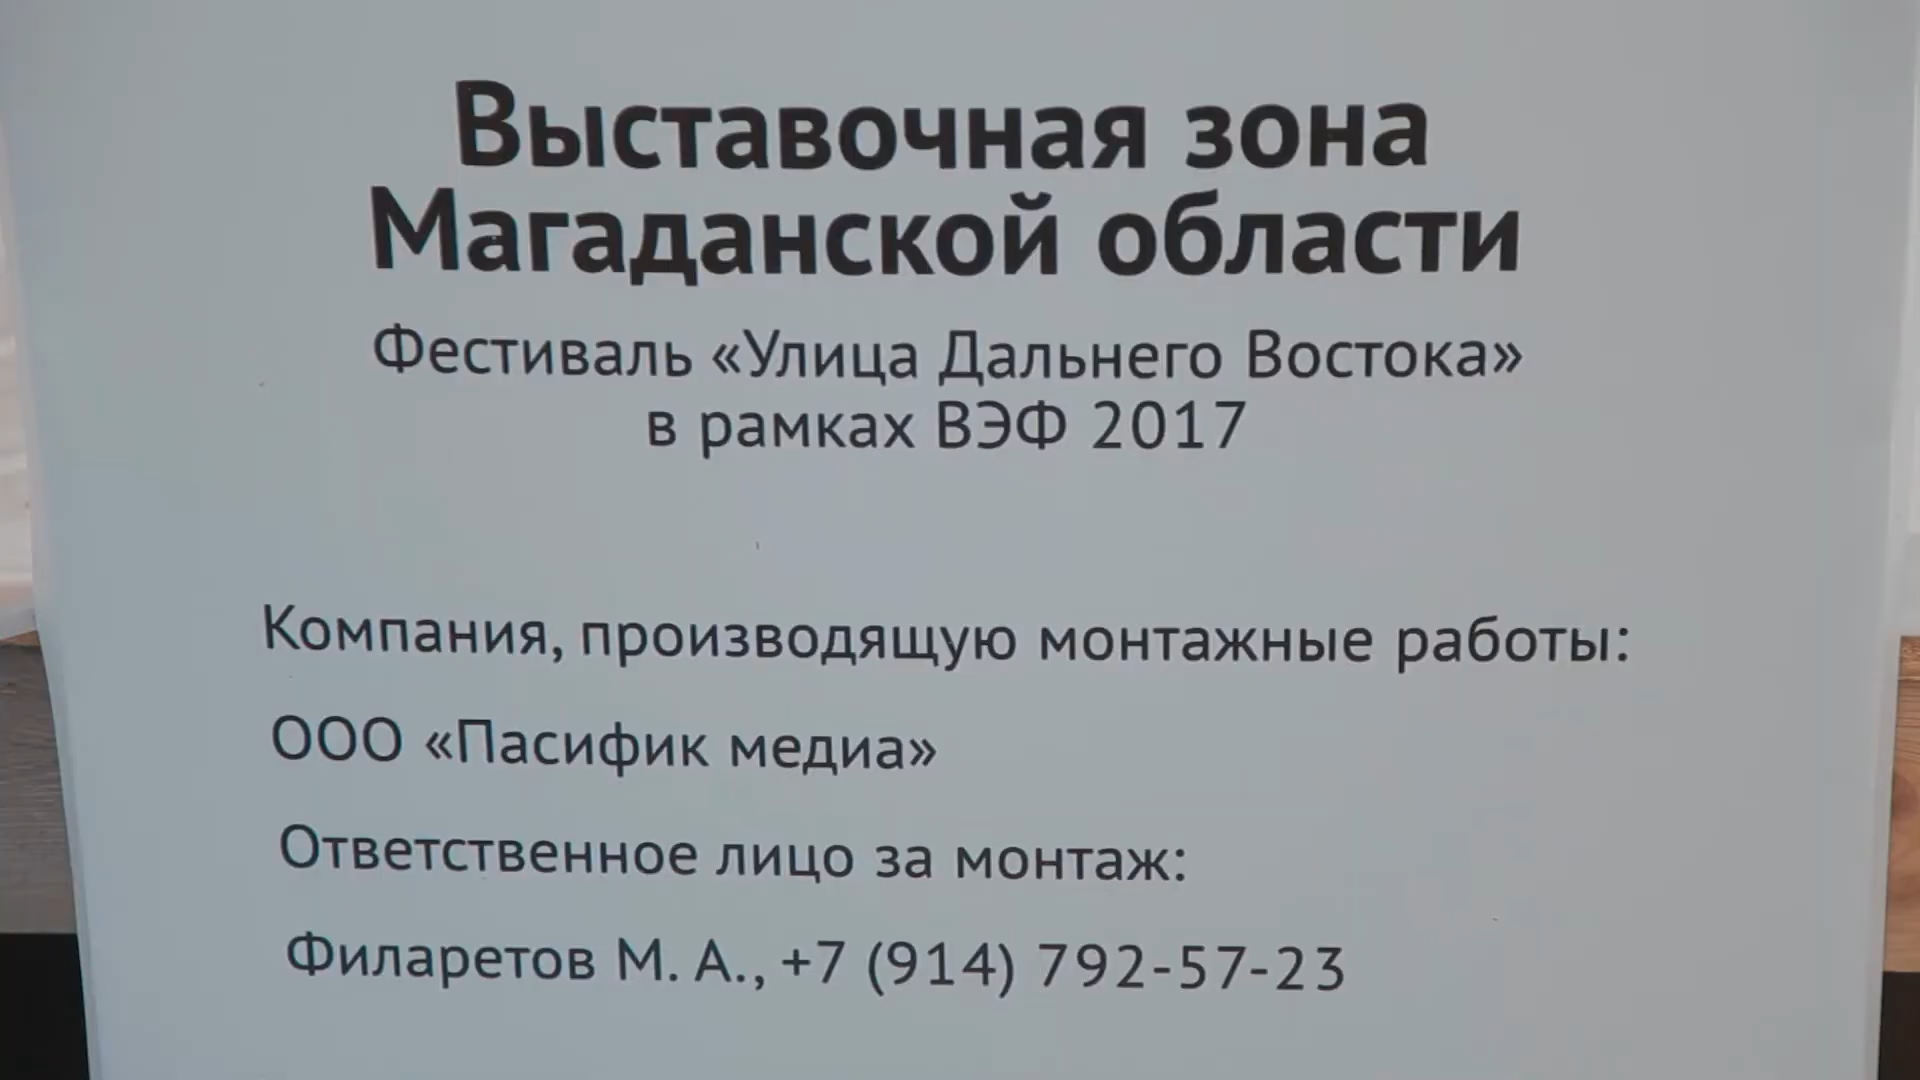 Выставочная зона
Магаданской области
Фестиваль «Улица Дальнего Востока»
в рамках ВЭФ 2017
Компания, производящую монтажные работы:
ООО «Пасифик медиа»
Ответственное лицо за монтаж:
Филаретов М. А., +7 (914) 792-57-23